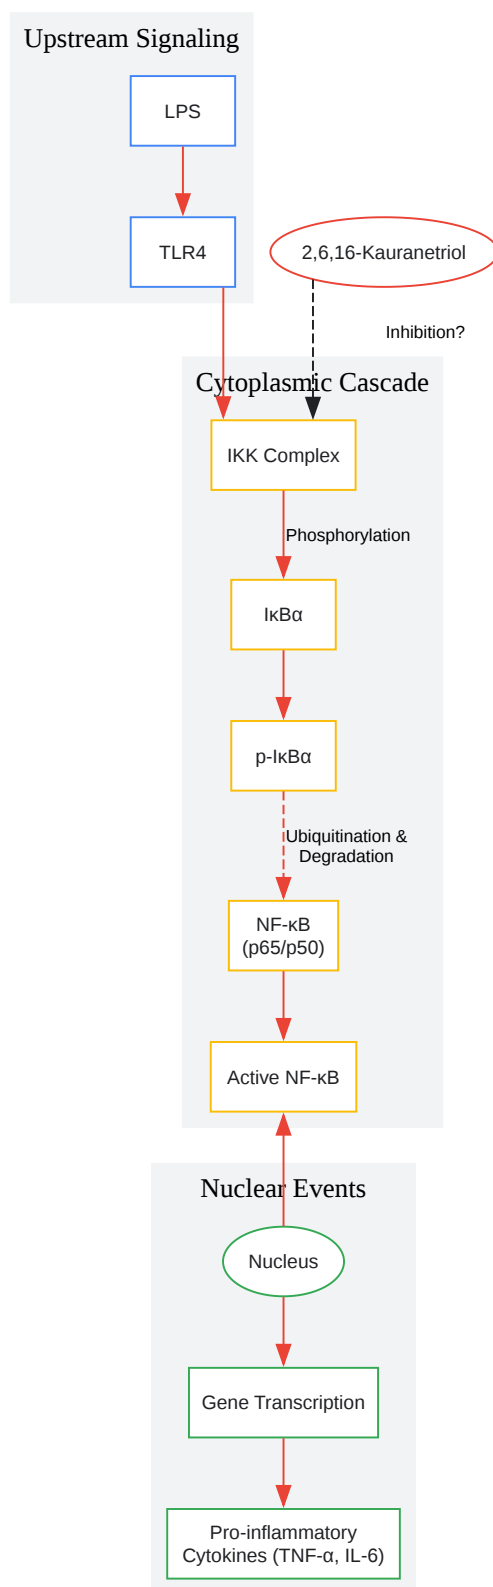 Upstream Signaling
LPS
TLR4
2,6,16-Kauranetriol
Inhibition?
Cytoplasmic Cascade
IKK Complex
Phosphorylation
IκBα
p-IκBα
Ubiquitination &
Degradation
NF-κB
(p65/p50)
Active NF-κB
Nuclear Events
Nucleus
Gene Transcription
Pro-inflammatory
Cytokines (TNF-α, IL-6)